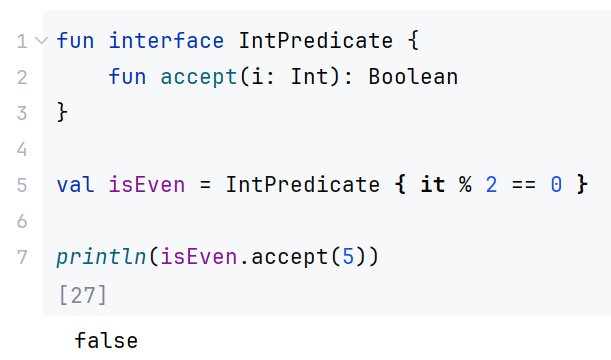 1 fun interface IntPredicate {
2     fun accept(i: Int): Boolean
3 }
4
5 val isEven = IntPredicate { it % 2 == 0 }
6
7 println(isEven.accept(5))
[27]
false